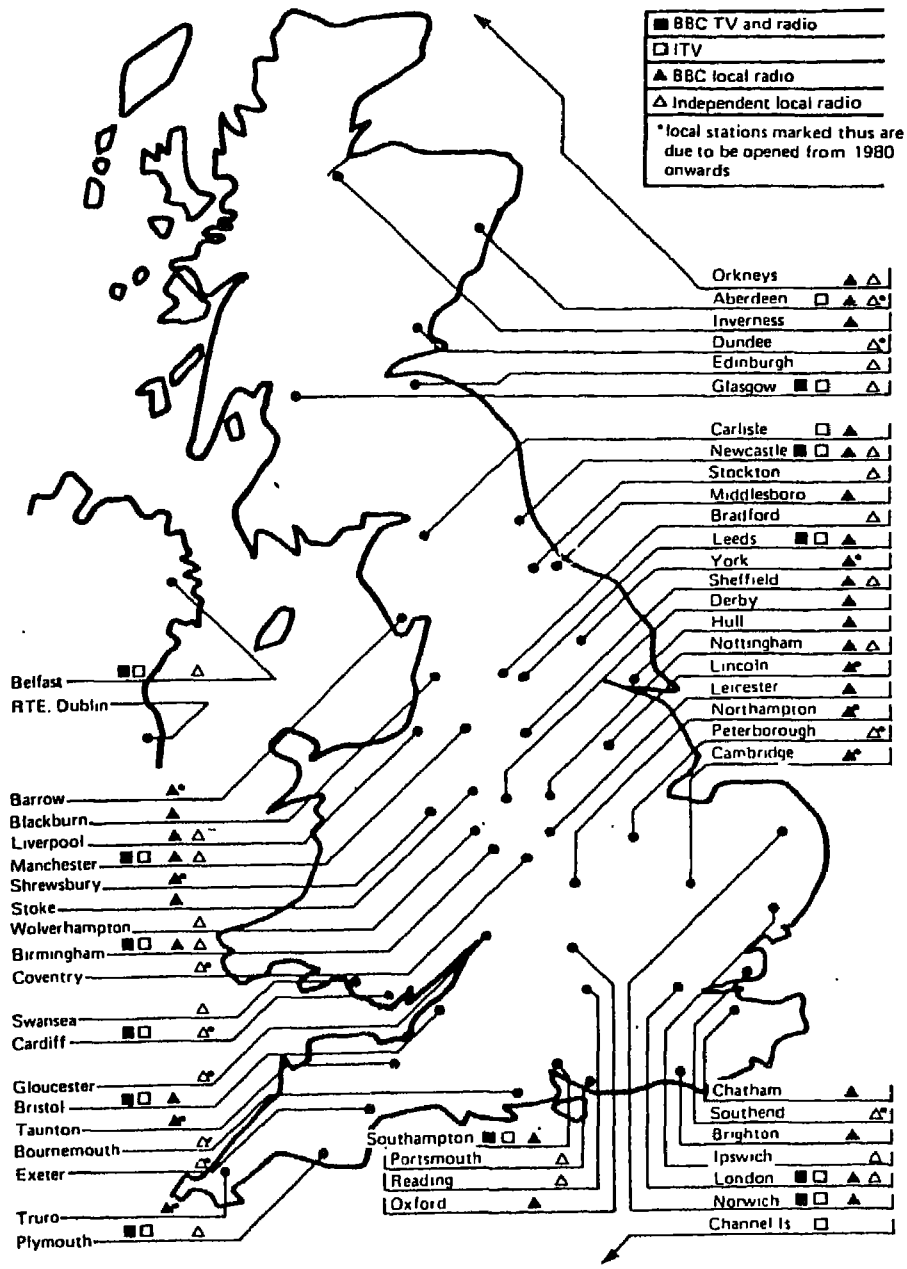 ■ BBC TV and radio
□ ITV
▲ BBC local radio
△ Independent local radio
*local stations marked thus are
due to be opened from 1980
onwards
Orkneys ▲ △
Aberdeen □ ▲ △*
Inverness ▲
Dundee △*
Edinburgh △
Glasgow ■ □ △
Carlisle □ ▲
Newcastle ■ □ ▲ △
Stockton △
Middlesboro ▲
Bradford △
Leeds ■ □ ▲
York ▲*
Sheffield ▲ △
Derby ▲
Hull ▲
Nottingham ▲ △
Lincoln ▲*
Leicester ▲
Northampton ▲*
Peterborough △*
Cambridge ▲*
Belfast ■ □ △
RTE. Dublin
Barrow ▲*
Blackburn ▲
Liverpool ▲ △
Manchester ■ □ ▲ △
Shrewsbury ▲*
Stoke ▲
Wolverhampton △
Birmingham ■ □ ▲ △
Coventry △*
Swansea △
Cardiff ■ □ △*
Gloucester △*
Bristol ■ □ ▲
Taunton ▲*
Bournemouth △*
Exeter △*
Truro ▲*
Plymouth ■ □ △
Southampton ■ □ ▲
Portsmouth △
Reading △
Oxford ▲
Chatham ▲
Southend △*
Brighton ▲
Ipswich △
London ■ □ ▲ △
Norwich ■ □ ▲
Channel Is □